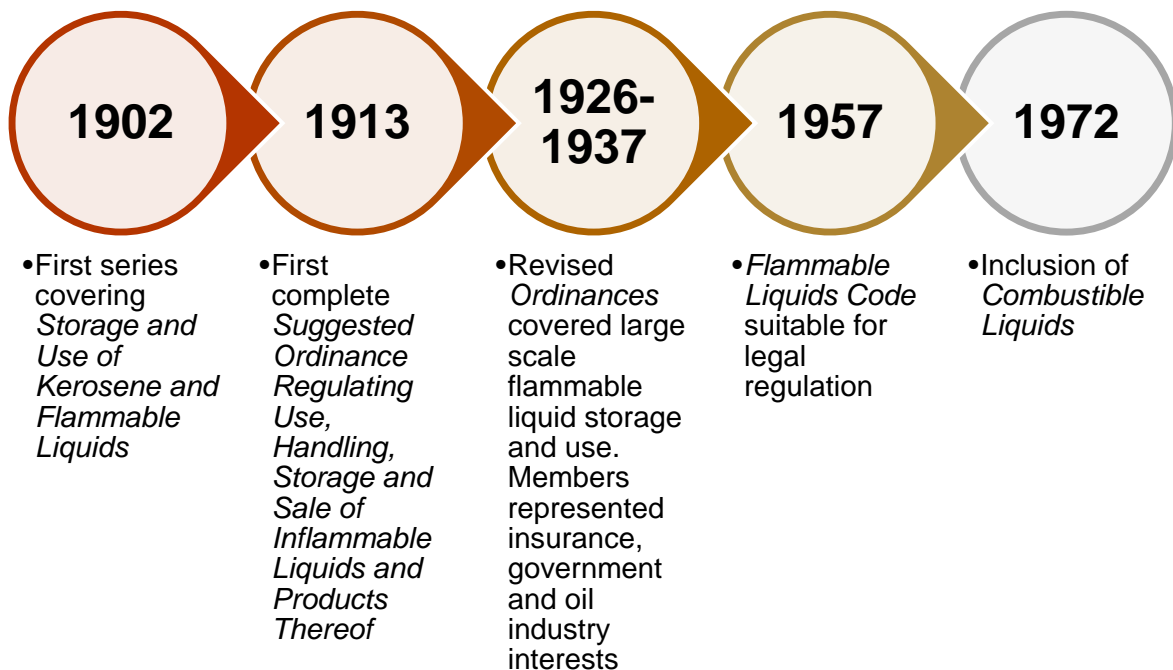 1902
1913
1926-
1937
1957
1972
•First series
covering
Storage and
Use of
Kerosene and
Flammable
Liquids
•First
complete
Suggested
Ordinance
Regulating
Use,
Handling,
Storage and
Sale of
Inflammable
Liquids and
Products
Thereof
•Revised
Ordinances
covered large
scale
flammable
liquid storage
and use.
Members
represented
insurance,
government
and oil
industry
interests
•Flammable
Liquids Code
suitable for
legal
regulation
•Inclusion of
Combustible
Liquids